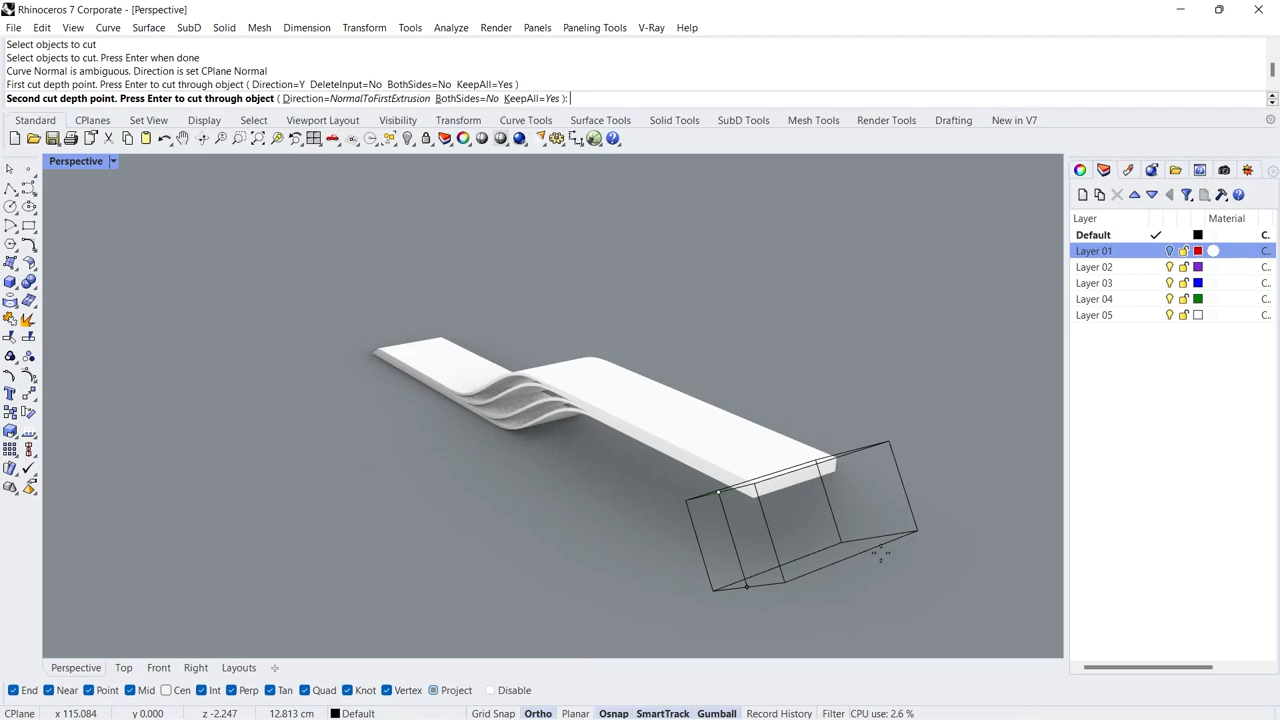 Rhinoceros 7 Corporate - [Perspective]
File Edit View Curve Surface SubD Solid Mesh Dimension Transform Tools Analyze Render Panels Paneling Tools V-Ray Help
Select objects to cut
Select objects to cut. Press Enter when done
Curve Normal is ambiguous. Direction is set CPlane Normal
First cut depth point. Press Enter to cut through object ( Direction=Y DeleteInput=No BothSides=No KeepAll=Yes )
Second cut depth point. Press Enter to cut through object ( Direction=NormalToFirstExtrusion BothSides=No KeepAll=Yes ):
Standard CPlanes Set View Display Select Viewport Layout Visibility Transform Curve Tools Surface Tools Solid Tools SubD Tools Mesh Tools Render Tools Drafting New in V7
Perspective
Layer Material
Default C.
Layer 01 C..
Layer 02 C..
Layer 03 C..
Layer 04 C..
Layer 05 C..
Perspective Top Front Right Layouts
End Near Point Mid Cen Int Perp Tan Quad Knot Vertex Project Disable
CPlane x 115.084 y 0.000 z -2.247 12.813 cm Default Grid Snap Ortho Planar Osnap SmartTrack Gumball Record History Filter CPU use: 2.6 %